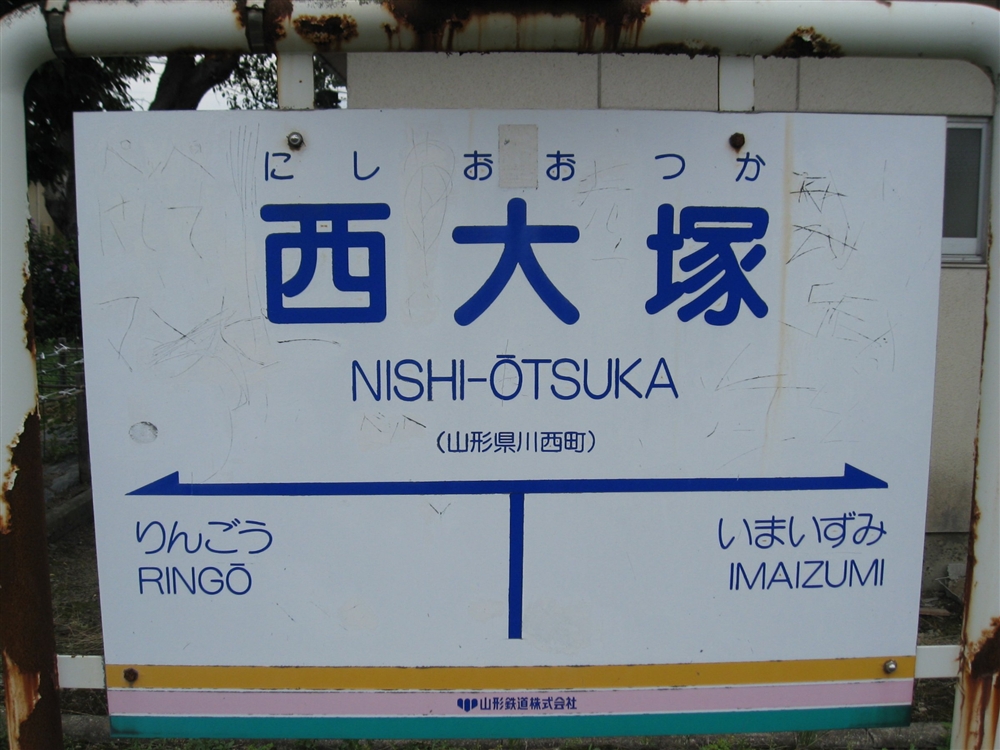 にし おお つか
西大塚
NISHI-ŌTSUKA
(山形県川西町)
りんごう いまいずみ
RINGŌ IMAIZUMI
山形鉄道株式会社